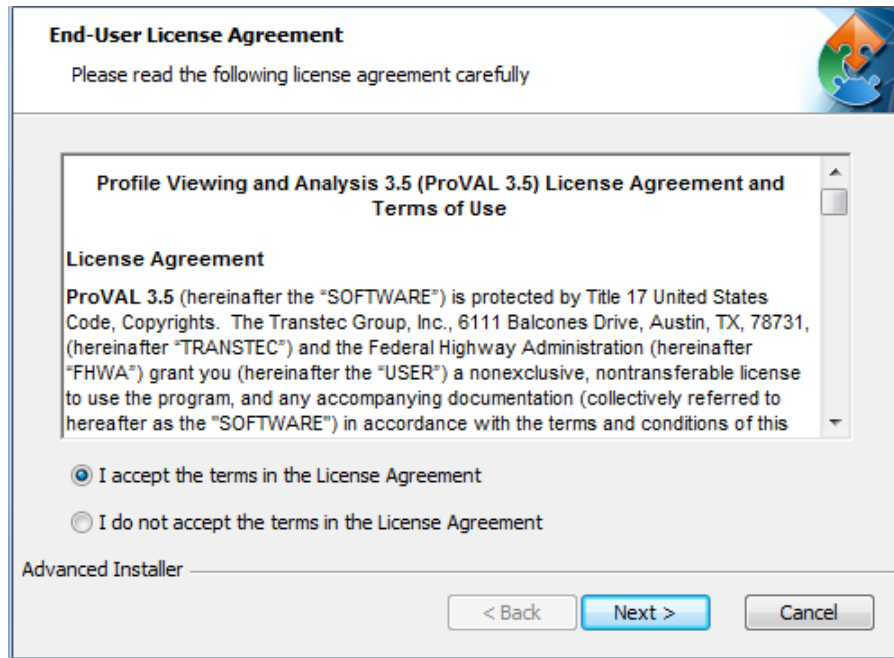 End-User License Agreement
Please read the following license agreement carefully
Profile Viewing and Analysis 3.5 (ProVAL 3.5) License Agreement and
Terms of Use
License Agreement
ProVAL 3.5 (hereinafter the “SOFTWARE”) is protected by Title 17 United States
Code, Copyrights.  The Transtec Group, Inc., 6111 Balcones Drive, Austin, TX, 78731,
(hereinafter “TRANSTEC”) and the Federal Highway Administration (hereinafter
“FHWA”) grant you (hereinafter the “USER”) a nonexclusive, nontransferable license
to use the program, and any accompanying documentation (collectively referred to
hereafter as the "SOFTWARE") in accordance with the terms and conditions of this
I accept the terms in the License Agreement
I do not accept the terms in the License Agreement
Advanced Installer
< Back Next > Cancel